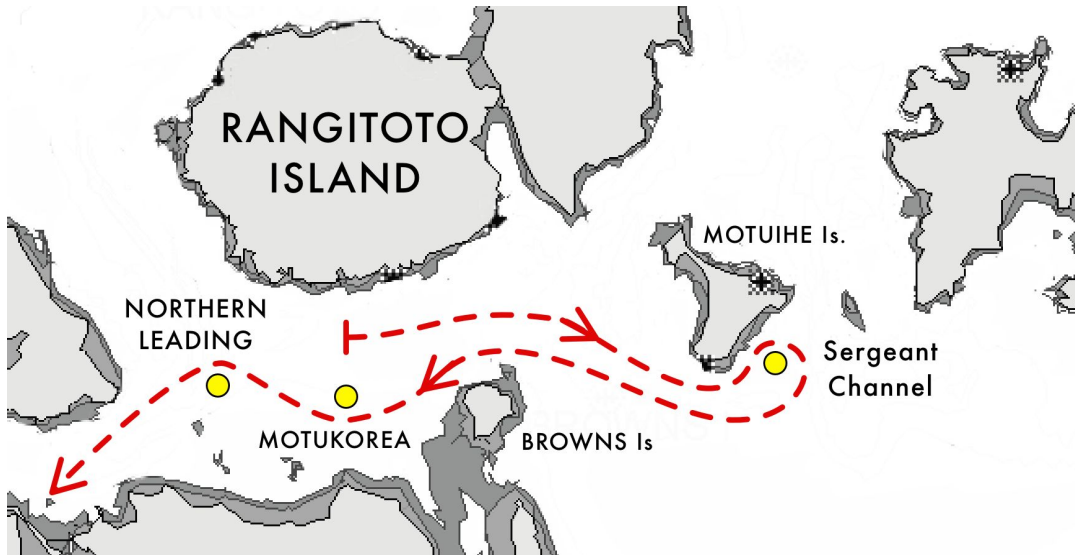 RANGITOTO
ISLAND
MOTUIHE Is.
NORTHERN
LEADING
Sergeant
Channel
MOTUKOREA
BROWNS Is